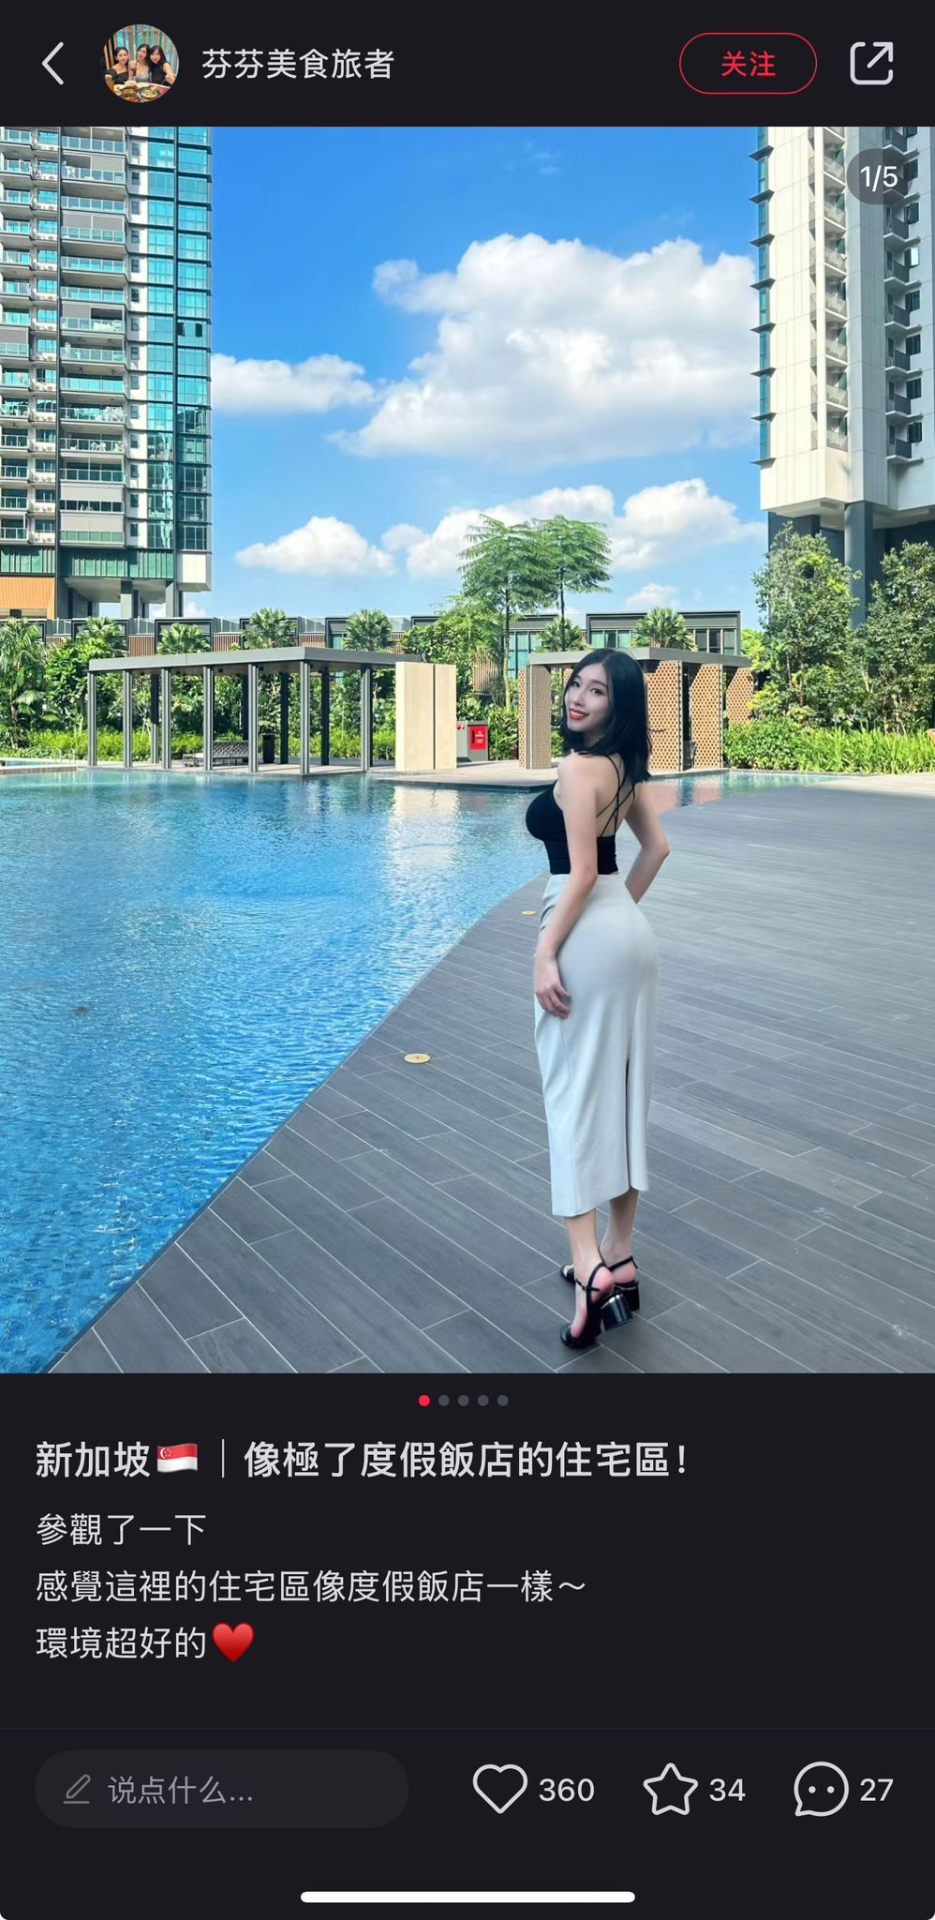 芬芬美食旅者
关注
1/5
新加坡🇸🇬｜像極了度假飯店的住宅區！
參觀了一下
感覺這裡的住宅區像度假飯店一樣～
環境超好的♥️
说点什么...
360
34
27